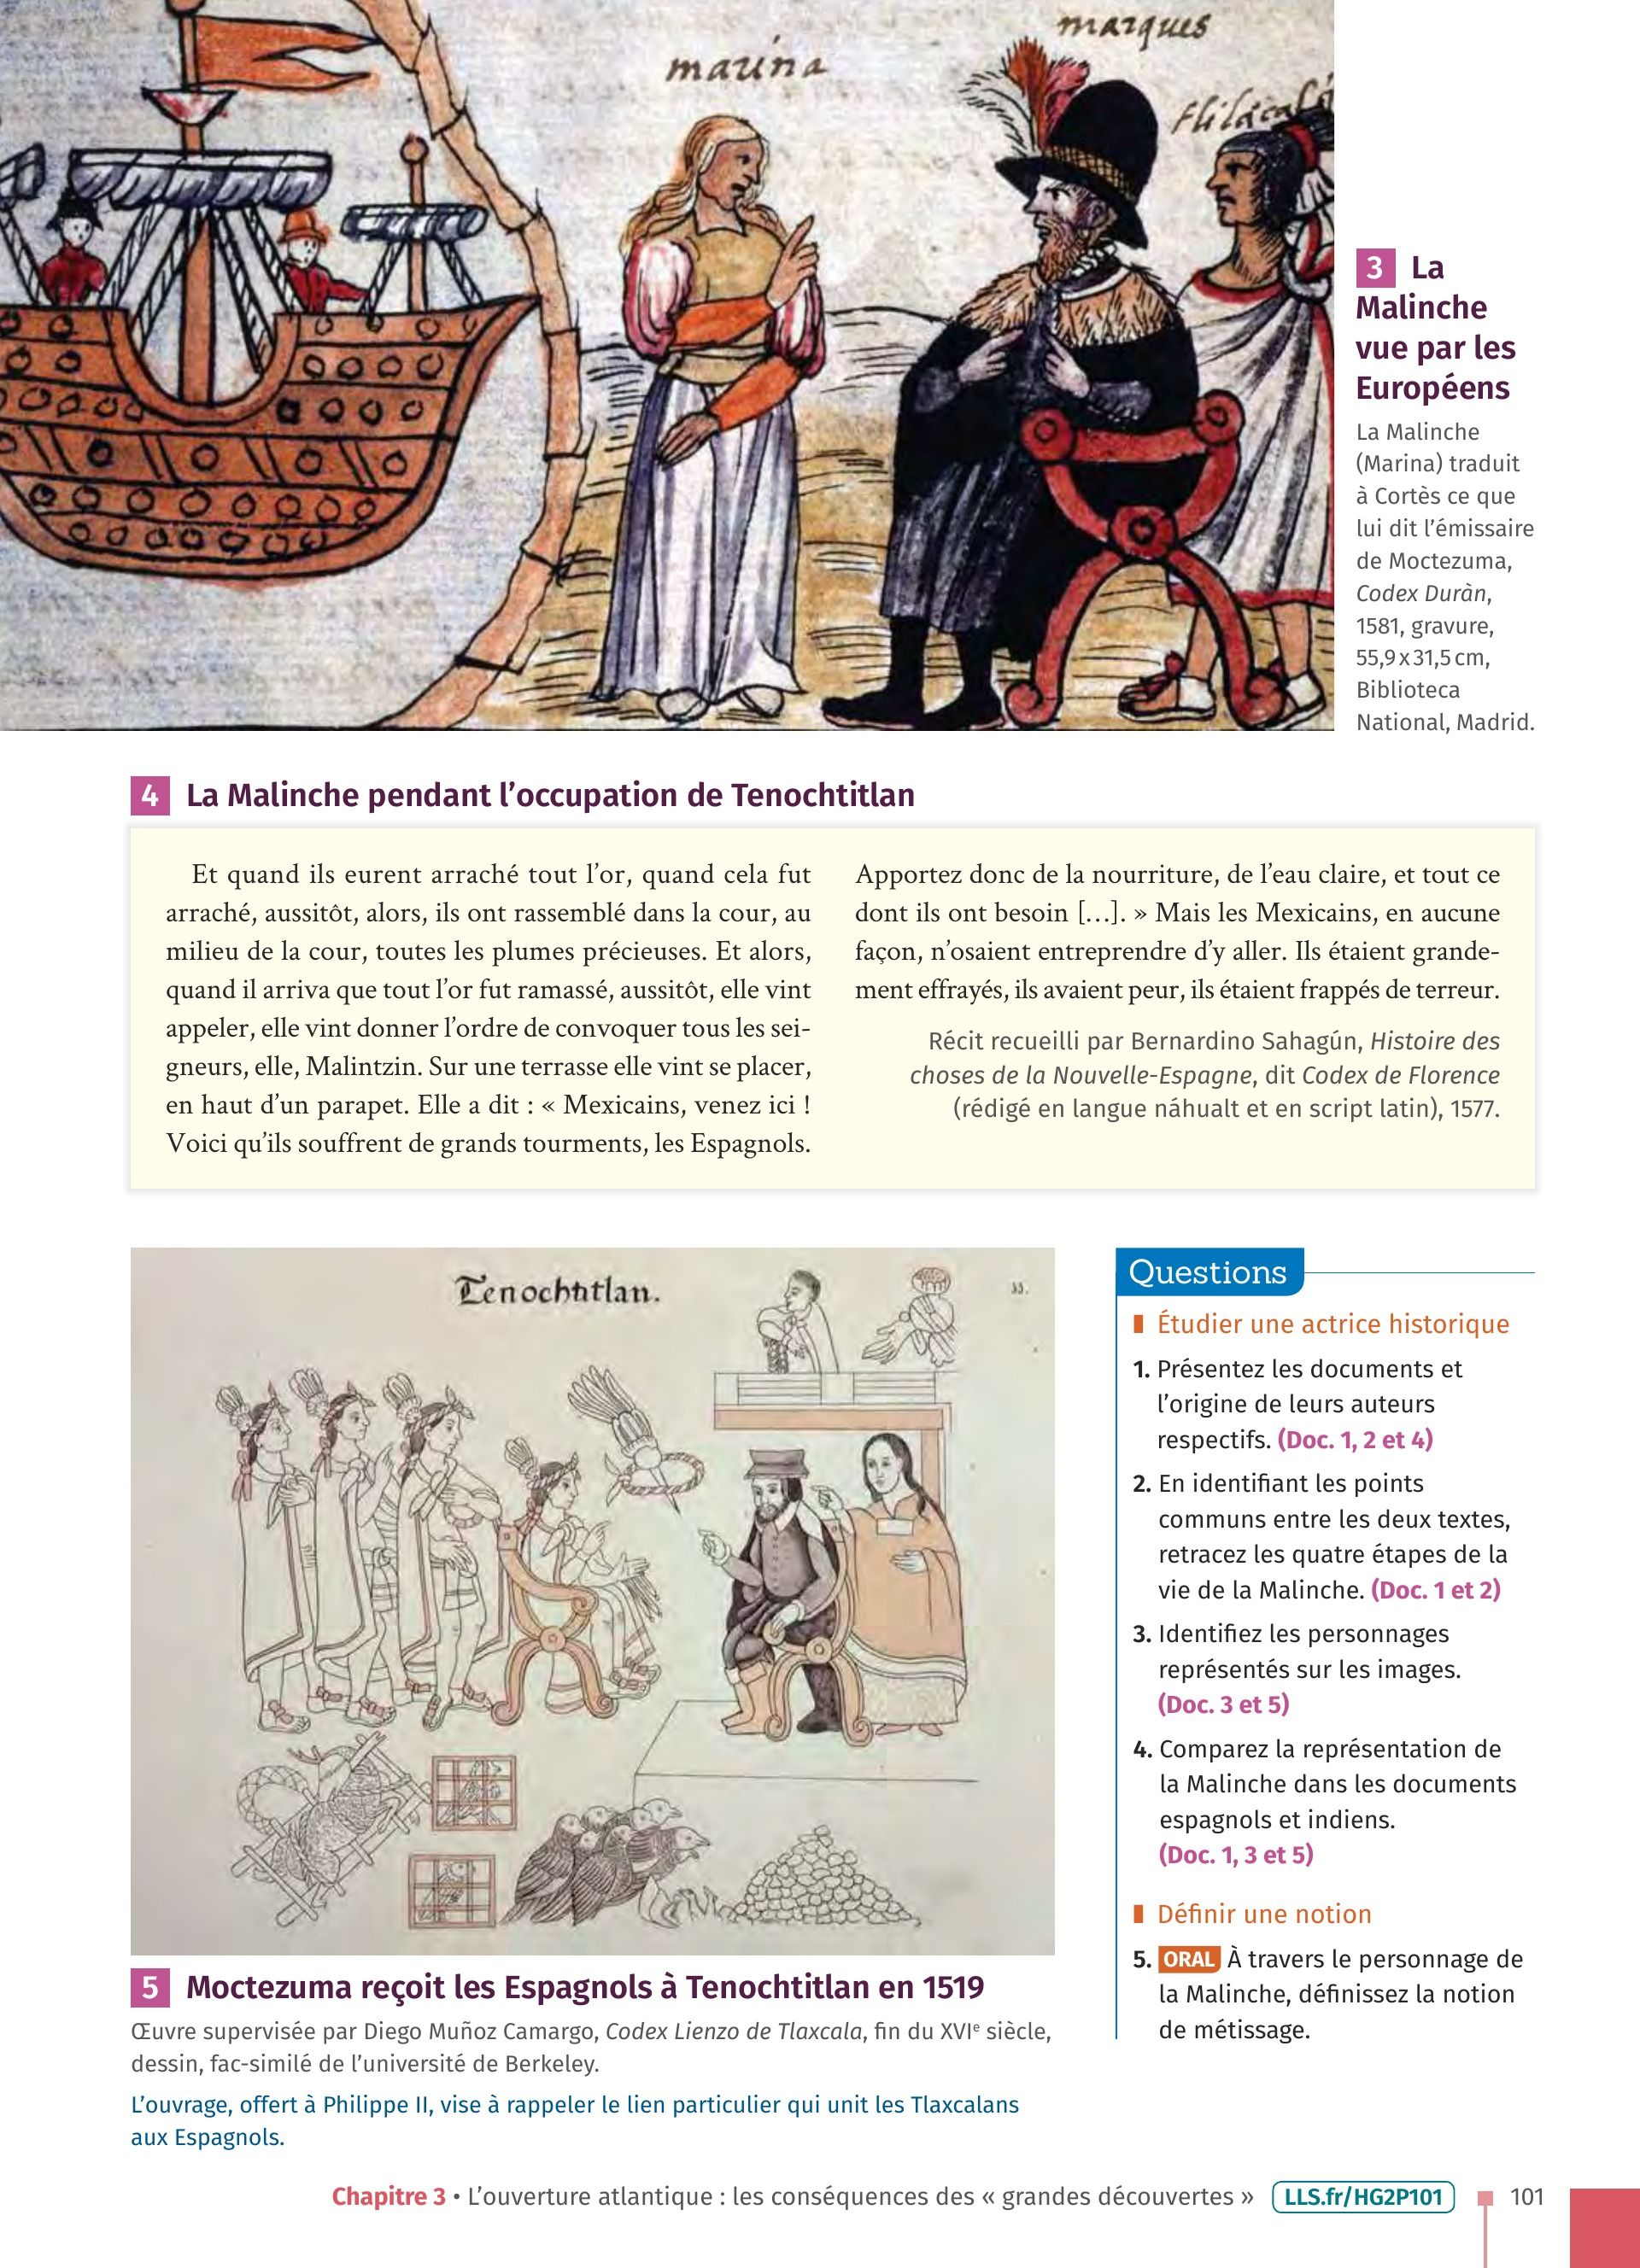 marina
marques
3 La
Malinche
vue par les
Européens
La Malinche
(Marina) traduit
à Cortès ce que
lui dit l'émissaire
de Moctezuma,
Codex Duràn,
1581, gravure,
55,9 x 31,5 cm,
Biblioteca
National, Madrid.
4 La Malinche pendant l'occupation de Tenochtitlan
Et quand ils eurent arraché tout l'or, quand cela fut
arraché, aussitôt, alors, ils ont rassemblé dans la cour, au
milieu de la cour, toutes les plumes précieuses. Et alors,
quand il arriva que tout l'or fut ramassé, aussitôt, elle vint
appeler, elle vint donner l'ordre de convoquer tous les sei-
gneurs, elle, Malintzin. Sur une terrasse elle vint se placer,
en haut d'un parapet. Elle a dit : « Mexicains, venez ici !
Voici qu'ils souffrent de grands tourments, les Espagnols.
Apportez donc de la nourriture, de l'eau claire, et tout ce
dont ils ont besoin […]. » Mais les Mexicains, en aucune
façon, n'osaient entreprendre d'y aller. Ils étaient grande-
ment effrayés, ils avaient peur, ils étaient frappés de terreur.
Récit recueilli par Bernardino Sahagún, Histoire des
choses de la Nouvelle-Espagne, dit Codex de Florence
(rédigé en langue náhualt et en script latin), 1577.
Tenochtitlan.
5 Moctezuma reçoit les Espagnols à Tenochtitlan en 1519
Œuvre supervisée par Diego Muñoz Camargo, Codex Lienzo de Tlaxcala, fin du XVIe siècle,
dessin, fac-similé de l'université de Berkeley.
L'ouvrage, offert à Philippe II, vise à rappeler le lien particulier qui unit les Tlaxcalans
aux Espagnols.
Questions
Étudier une actrice historique
1. Présentez les documents et
l'origine de leurs auteurs
respectifs. (Doc. 1, 2 et 4)
2. En identifiant les points
communs entre les deux textes,
retracez les quatre étapes de la
vie de la Malinche. (Doc. 1 et 2)
3. Identifiez les personnages
représentés sur les images.
(Doc. 3 et 5)
4. Comparez la représentation de
la Malinche dans les documents
espagnols et indiens.
(Doc. 1, 3 et 5)
Définir une notion
5. ORAL À travers le personnage de
la Malinche, définissez la notion
de métissage.
Chapitre 3 • L'ouverture atlantique : les conséquences des « grandes découvertes » LLS.fr/HG2P101 101